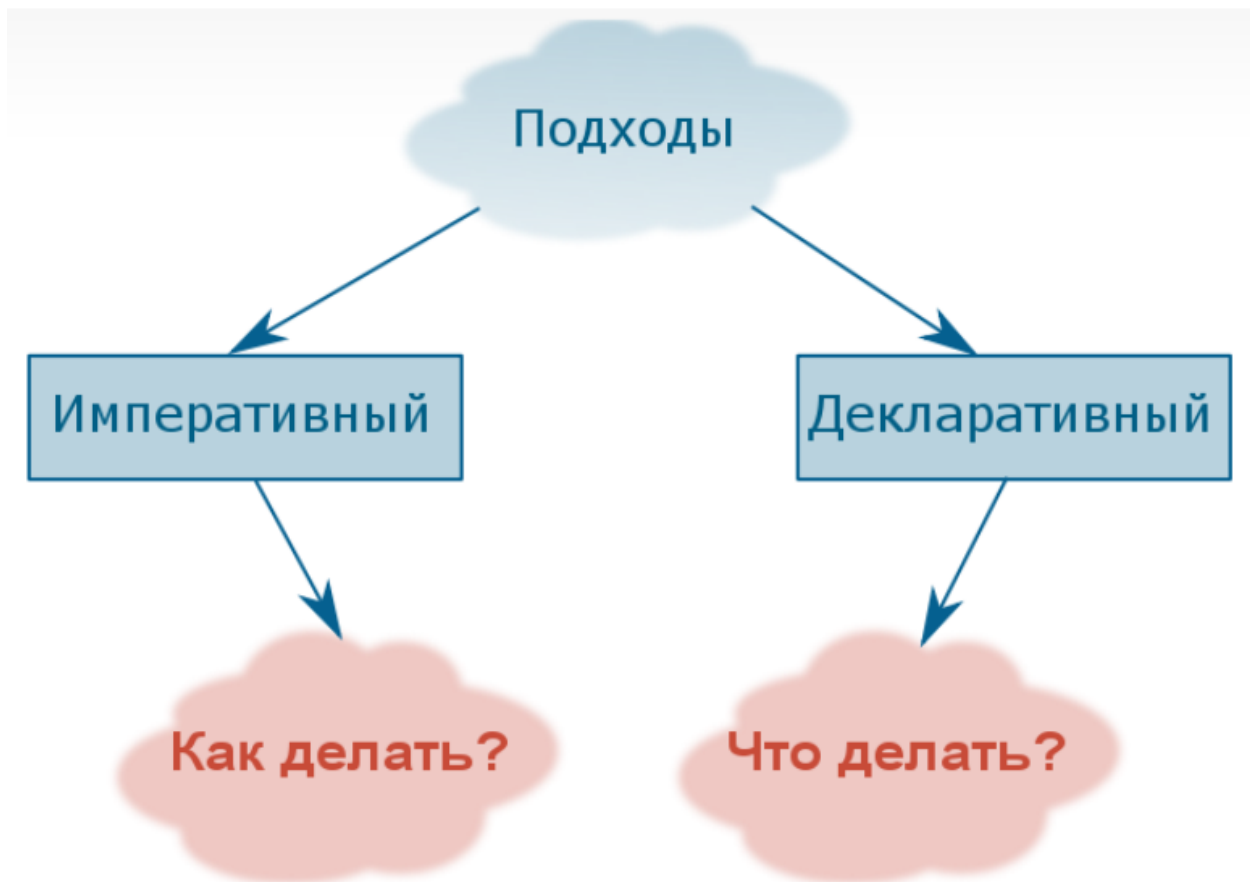 Подходы
Императивный
Декларативный
Как делать?
Что делать?